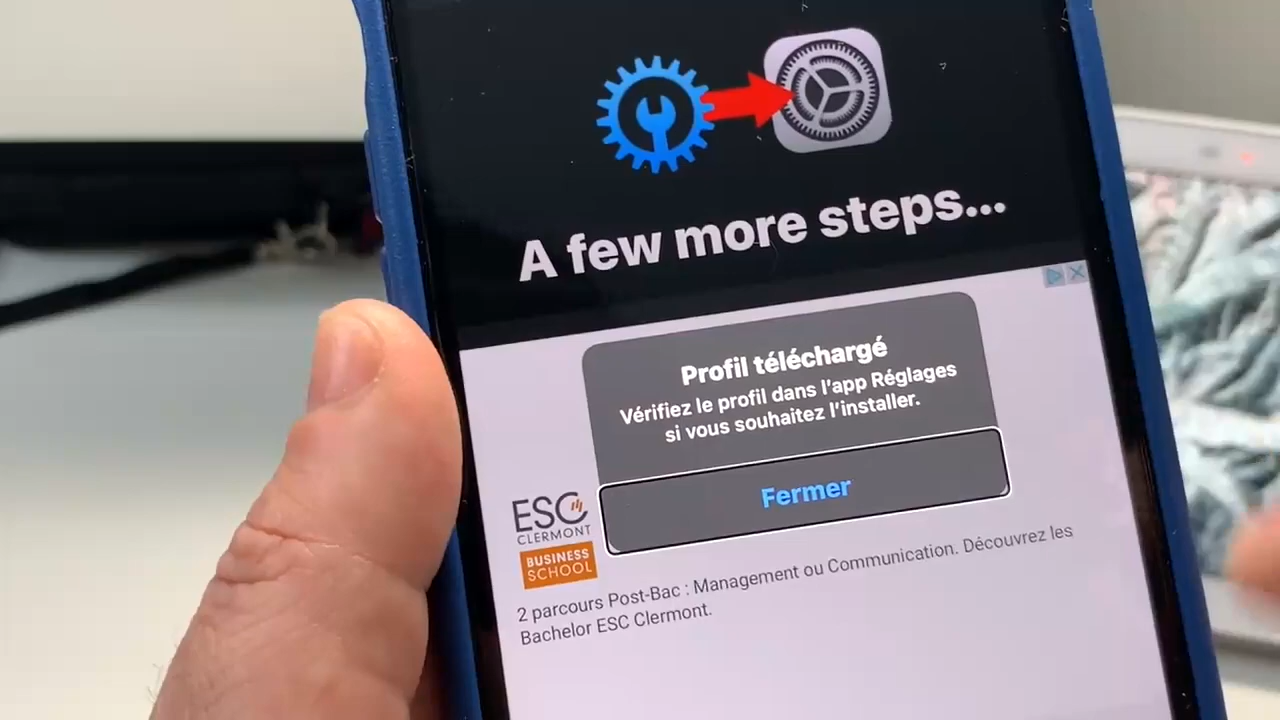 A few more steps...
Profil téléchargé
Vérifiez le profil dans l'app Réglages
si vous souhaitez l'installer.
Fermer
ESC
CLERMONT
BUSINESS
SCHOOL
2 parcours Post-Bac : Management ou Communication. Découvrez les
Bachelor ESC Clermont.